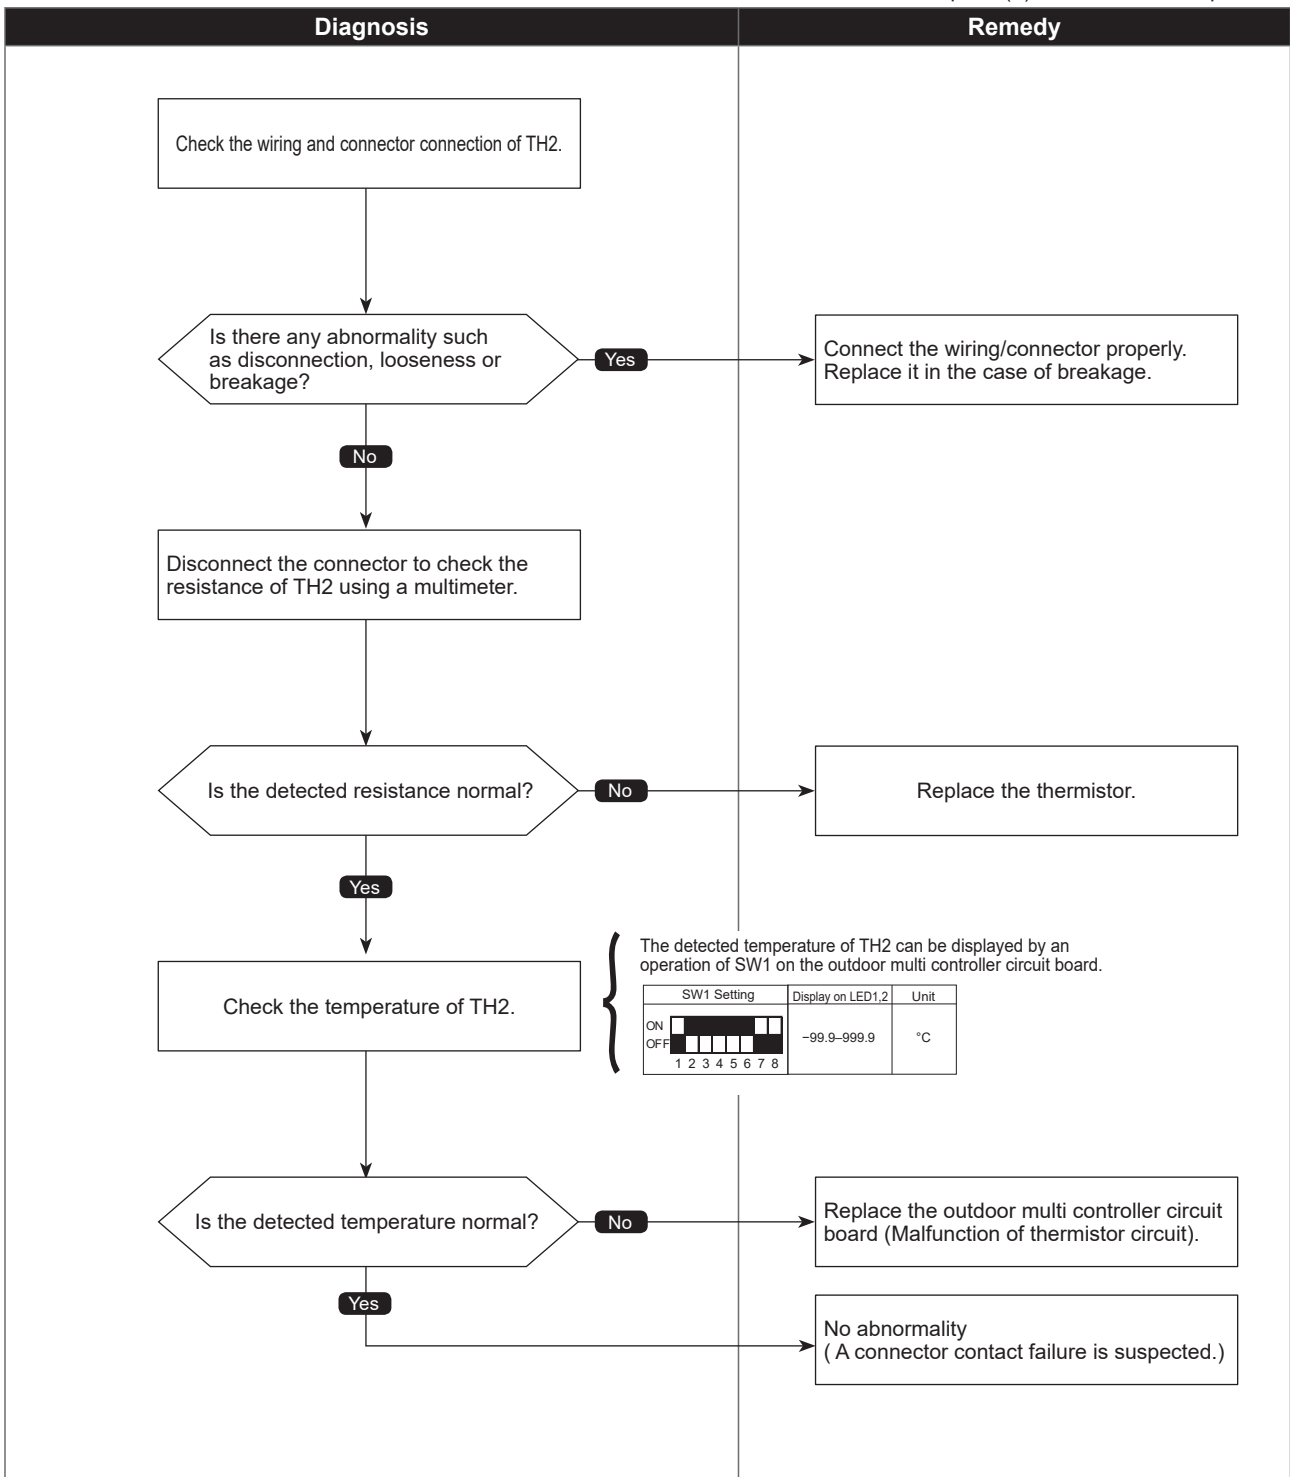 Diagnosis
Remedy
Check the wiring and connector connection of TH2.
Is there any abnormality such
as disconnection, looseness or
breakage?
Yes
Connect the wiring/connector properly.
Replace it in the case of breakage.
No
Disconnect the connector to check the
resistance of TH2 using a multimeter.
Is the detected resistance normal?
No
Replace the thermistor.
Yes
Check the temperature of TH2.
The detected temperature of TH2 can be displayed by an
operation of SW1 on the outdoor multi controller circuit board.
SW1 Setting
Display on LED1,2
Unit
ON
OFF
1 2 3 4 5 6 7 8
−99.9–999.9
°C
Is the detected temperature normal?
No
Replace the outdoor multi controller circuit
board (Malfunction of thermistor circuit).
Yes
No abnormality
( A connector contact failure is suspected.)